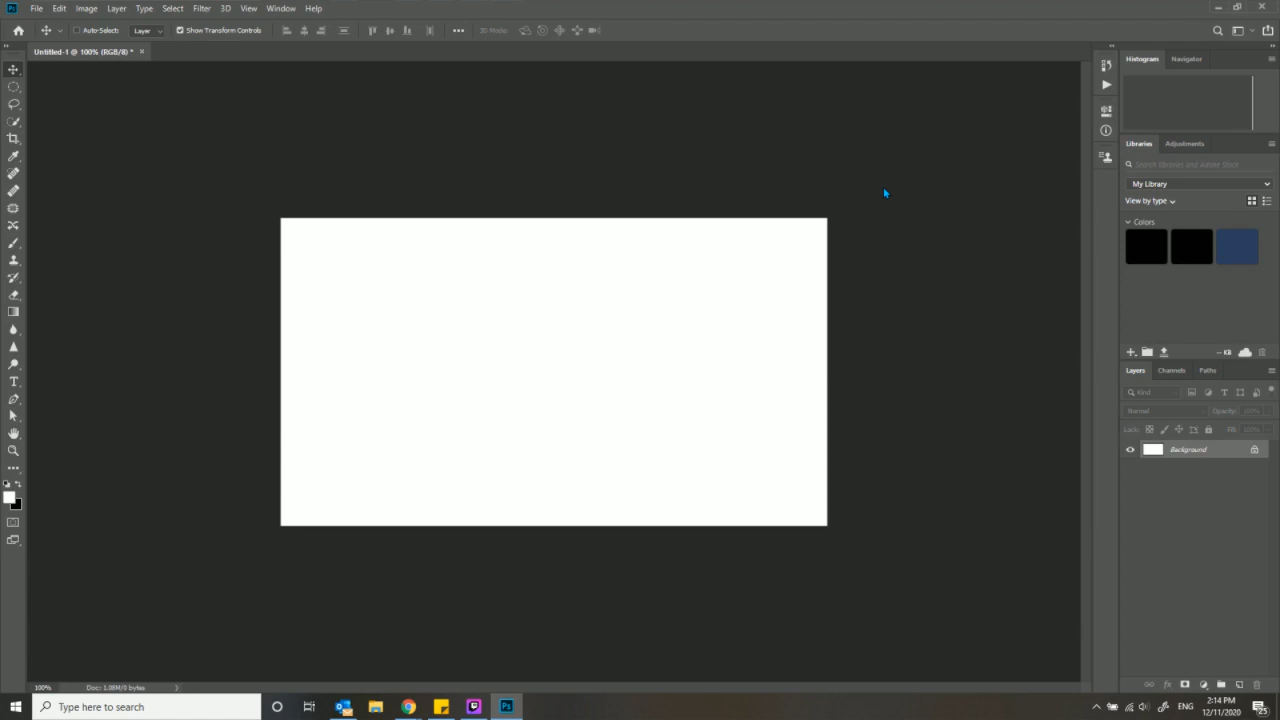 Ps File Edit Image Layer Type Select Filter 3D View Window Help
Auto-Select: Layer Show Transform Controls 3D Mode:
Untitled-1 @ 100% (RGB/8) *
Histogram Navigator
Libraries Adjustments
Search libraries and Adobe Stock
My Library
View by type
Colors
-- KB
Layers Channels Paths
Kind
Normal Opacity: 100%
Lock: Fill: 100%
Background
T
100% Doc: 1.08M/0 bytes
Type here to search
Ps
ENG
2:14 PM
12/11/2020
25